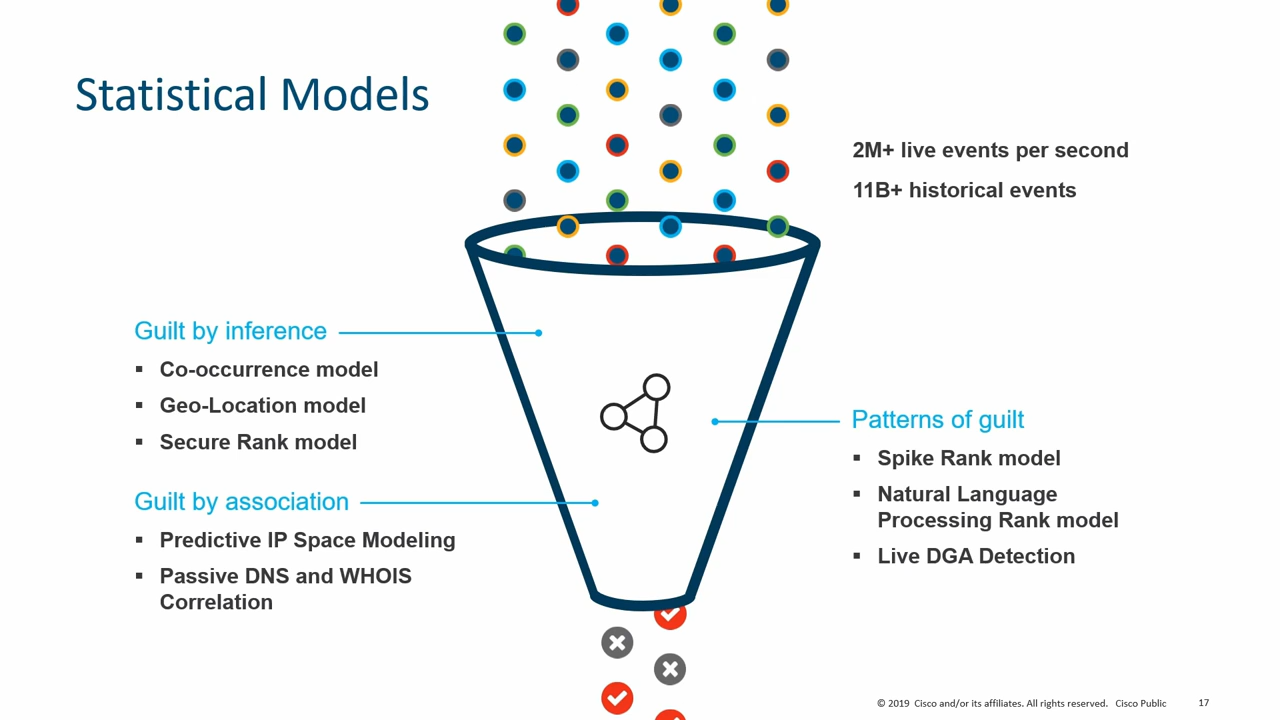 Statistical Models
2M+ live events per second
11B+ historical events
Guilt by inference
▪ Co-occurrence model
▪ Geo-Location model
▪ Secure Rank model
Guilt by association
▪ Predictive IP Space Modeling
▪ Passive DNS and WHOIS
Correlation
Patterns of guilt
▪ Spike Rank model
▪ Natural Language
Processing Rank model
▪ Live DGA Detection
© 2019 Cisco and/or its affiliates. All rights reserved. Cisco Public 17